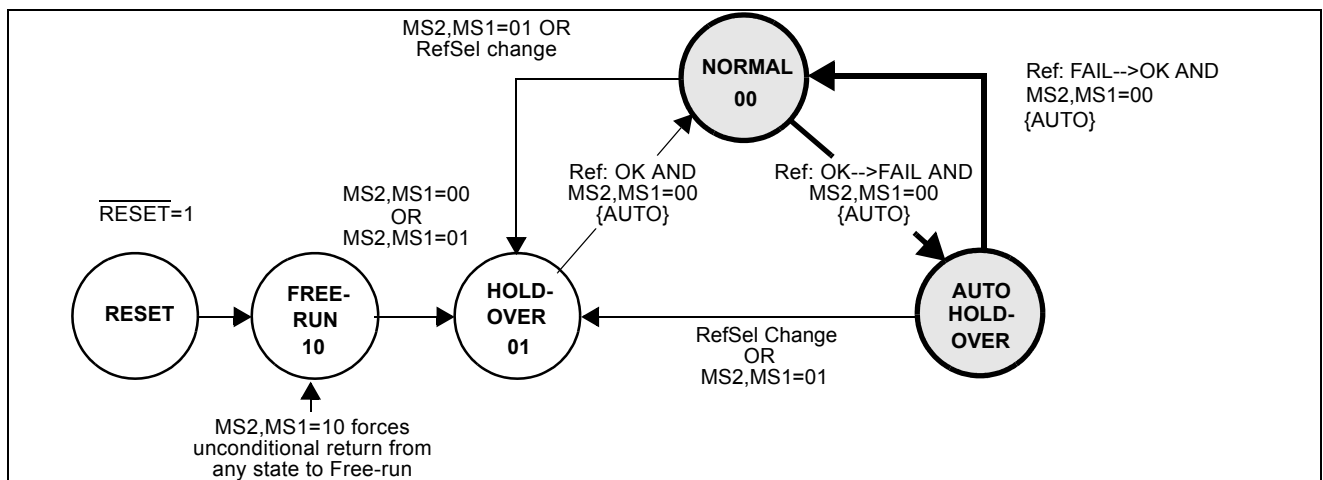 MS2,MS1=01 OR
RefSel change
NORMAL
00
Ref: FAIL-->OK AND
MS2,MS1=00
{AUTO}
Ref: OK AND
MS2,MS1=00
{AUTO}
Ref: OK-->FAIL AND
MS2,MS1=00
{AUTO}
MS2,MS1=00
OR
MS2,MS1=01
RESET=1
RESET
FREE-
RUN
10
HOLD-
OVER
01
AUTO
HOLD-
OVER
RefSel Change
OR
MS2,MS1=01
MS2,MS1=10 forces
unconditional return from
any state to Free-run